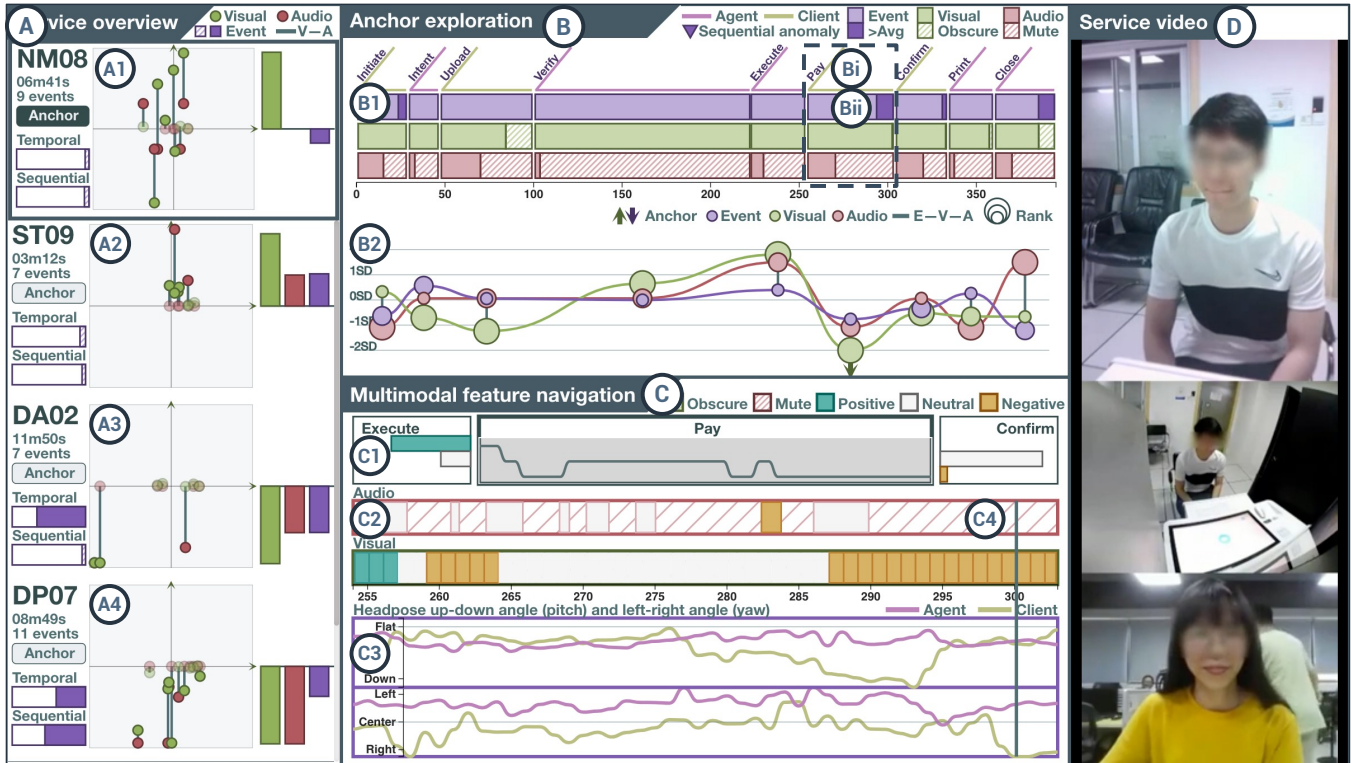 A
vice overview
Visual
Audio
Event
V—A
NM08
06m41s
9 events
Anchor
Temporal
Sequential
A1
ST09
03m12s
7 events
Anchor
Temporal
Sequential
A2
DA02
11m50s
7 events
Anchor
Temporal
Sequential
A3
DP07
08m49s
11 events
Anchor
Temporal
Sequential
A4
Anchor exploration
B
Agent
Client
Event
Visual
Audio
Sequential anomaly
>Avg
Obscure
Mute
Initiate
Intent
Upload
Verify
Execute
Pay
Confirm
Print
Close
Bi
B1
Bii
0 50 100 150 200 250 300 350
Anchor
Event
Visual
Audio
E—V—A
Rank
B2
1SD
0SD
-1SD
-2SD
Multimodal feature navigation
C
Obscure
Mute
Positive
Neutral
Negative
Execute
Pay
Confirm
C1
Audio
C2
C4
Visual
255 260 265 270 275 280 285 290 295 300
Headpose up-down angle (pitch) and left-right angle (yaw)
Agent
Client
C3
Flat
Down
Left
Center
Right
Service video
D